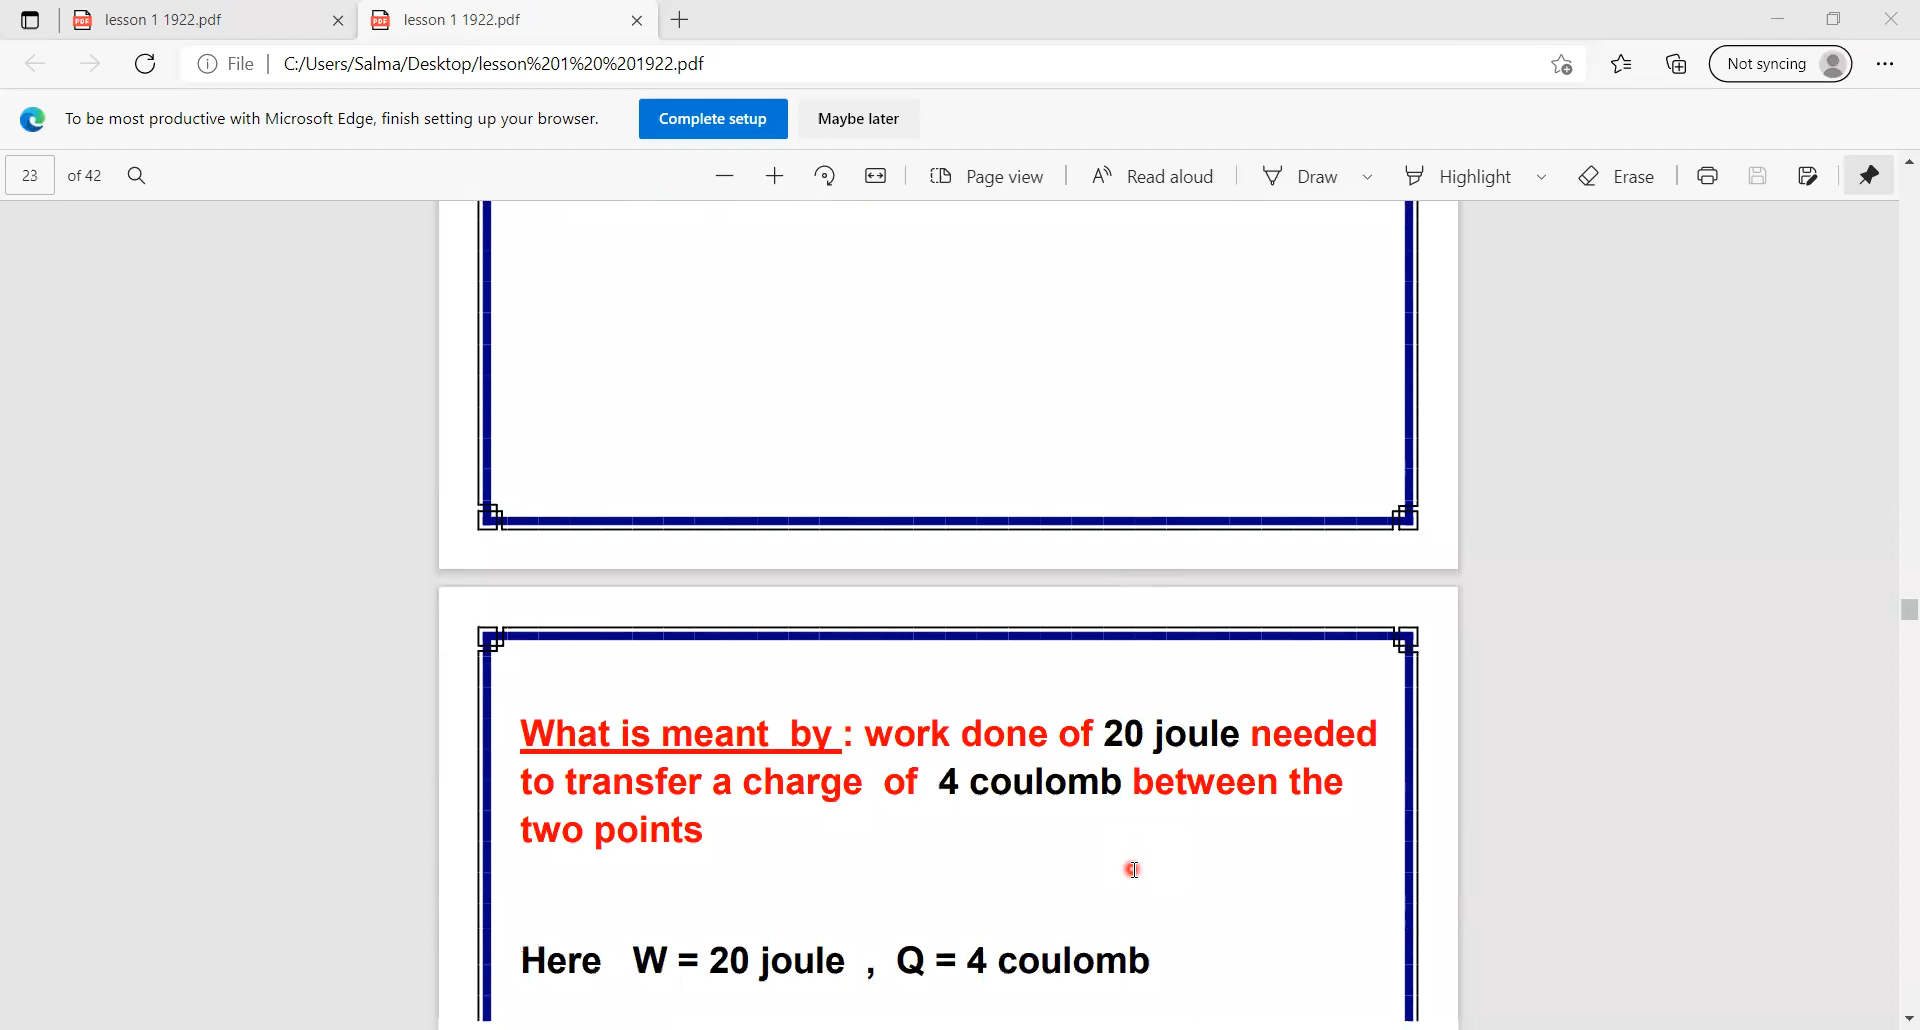 lesson 1 1922.pdf
lesson 1 1922.pdf
File
C:/Users/Salma/Desktop/lesson%201%20%201922.pdf
Not syncing
To be most productive with Microsoft Edge, finish setting up your browser.
Complete setup
Maybe later
23 of 42
Page view
Read aloud
Draw
Highlight
Erase
What is meant by : work done of 20 joule needed
to transfer a charge of 4 coulomb between the
two points
Here W = 20 joule , Q = 4 coulomb